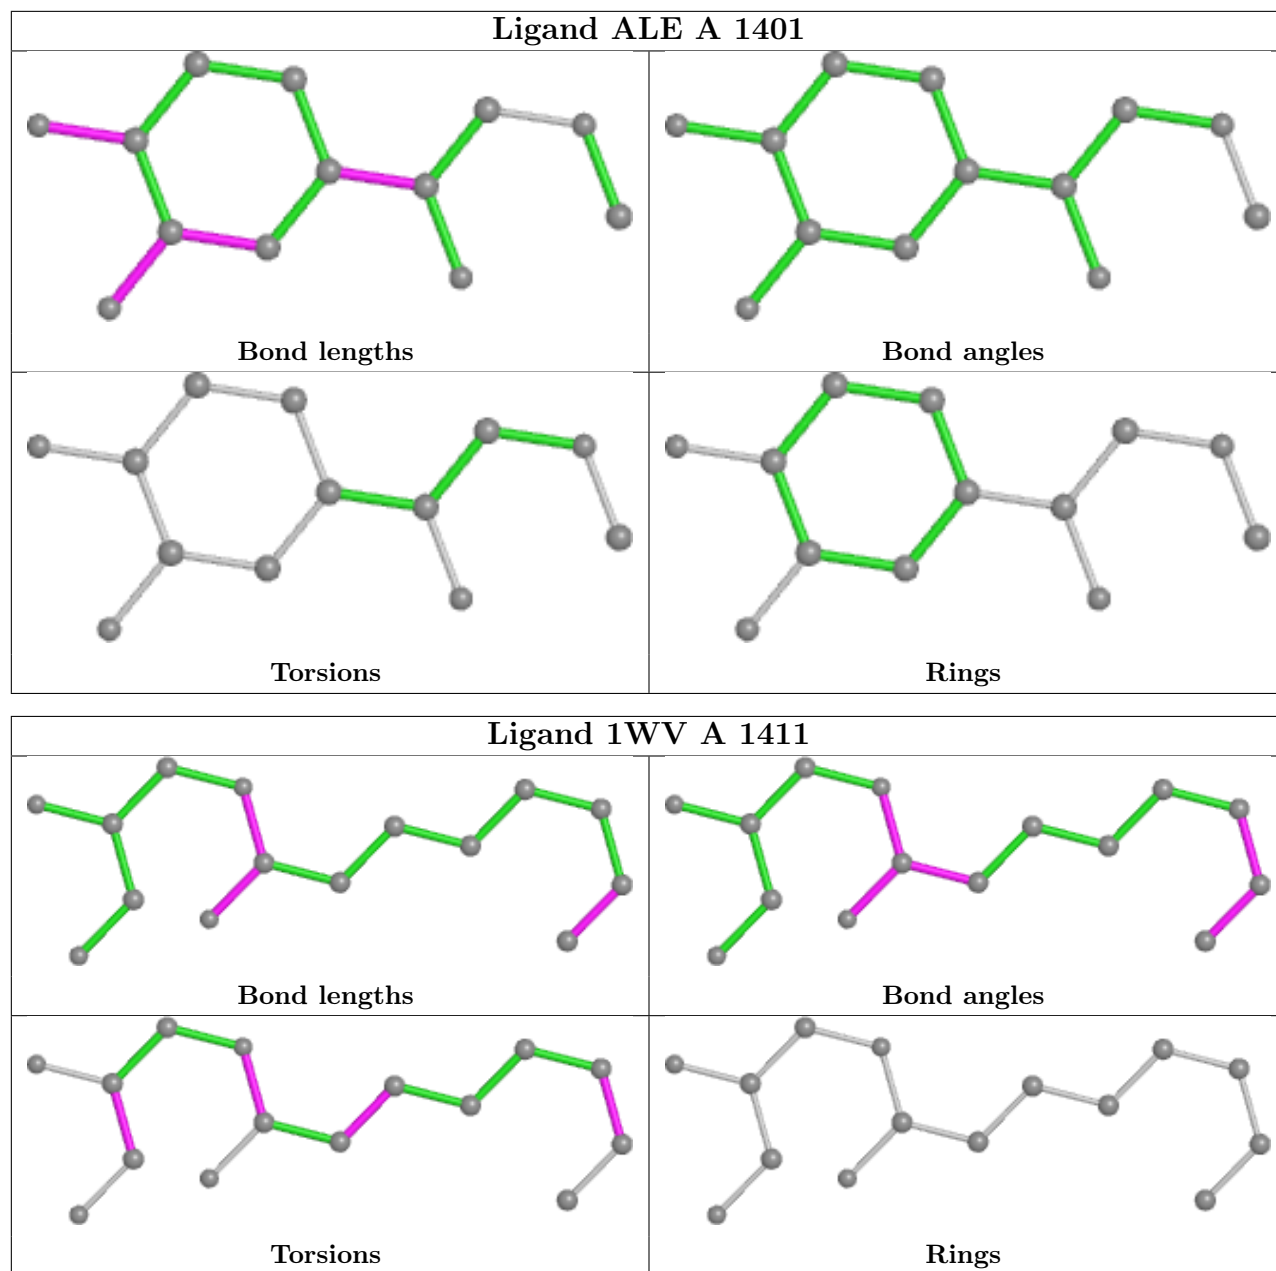 Ligand ALE A 1401
Bond lengths
Bond angles
Torsions
Rings
Ligand 1WV A 1411
Bond lengths
Bond angles
Torsions
Rings